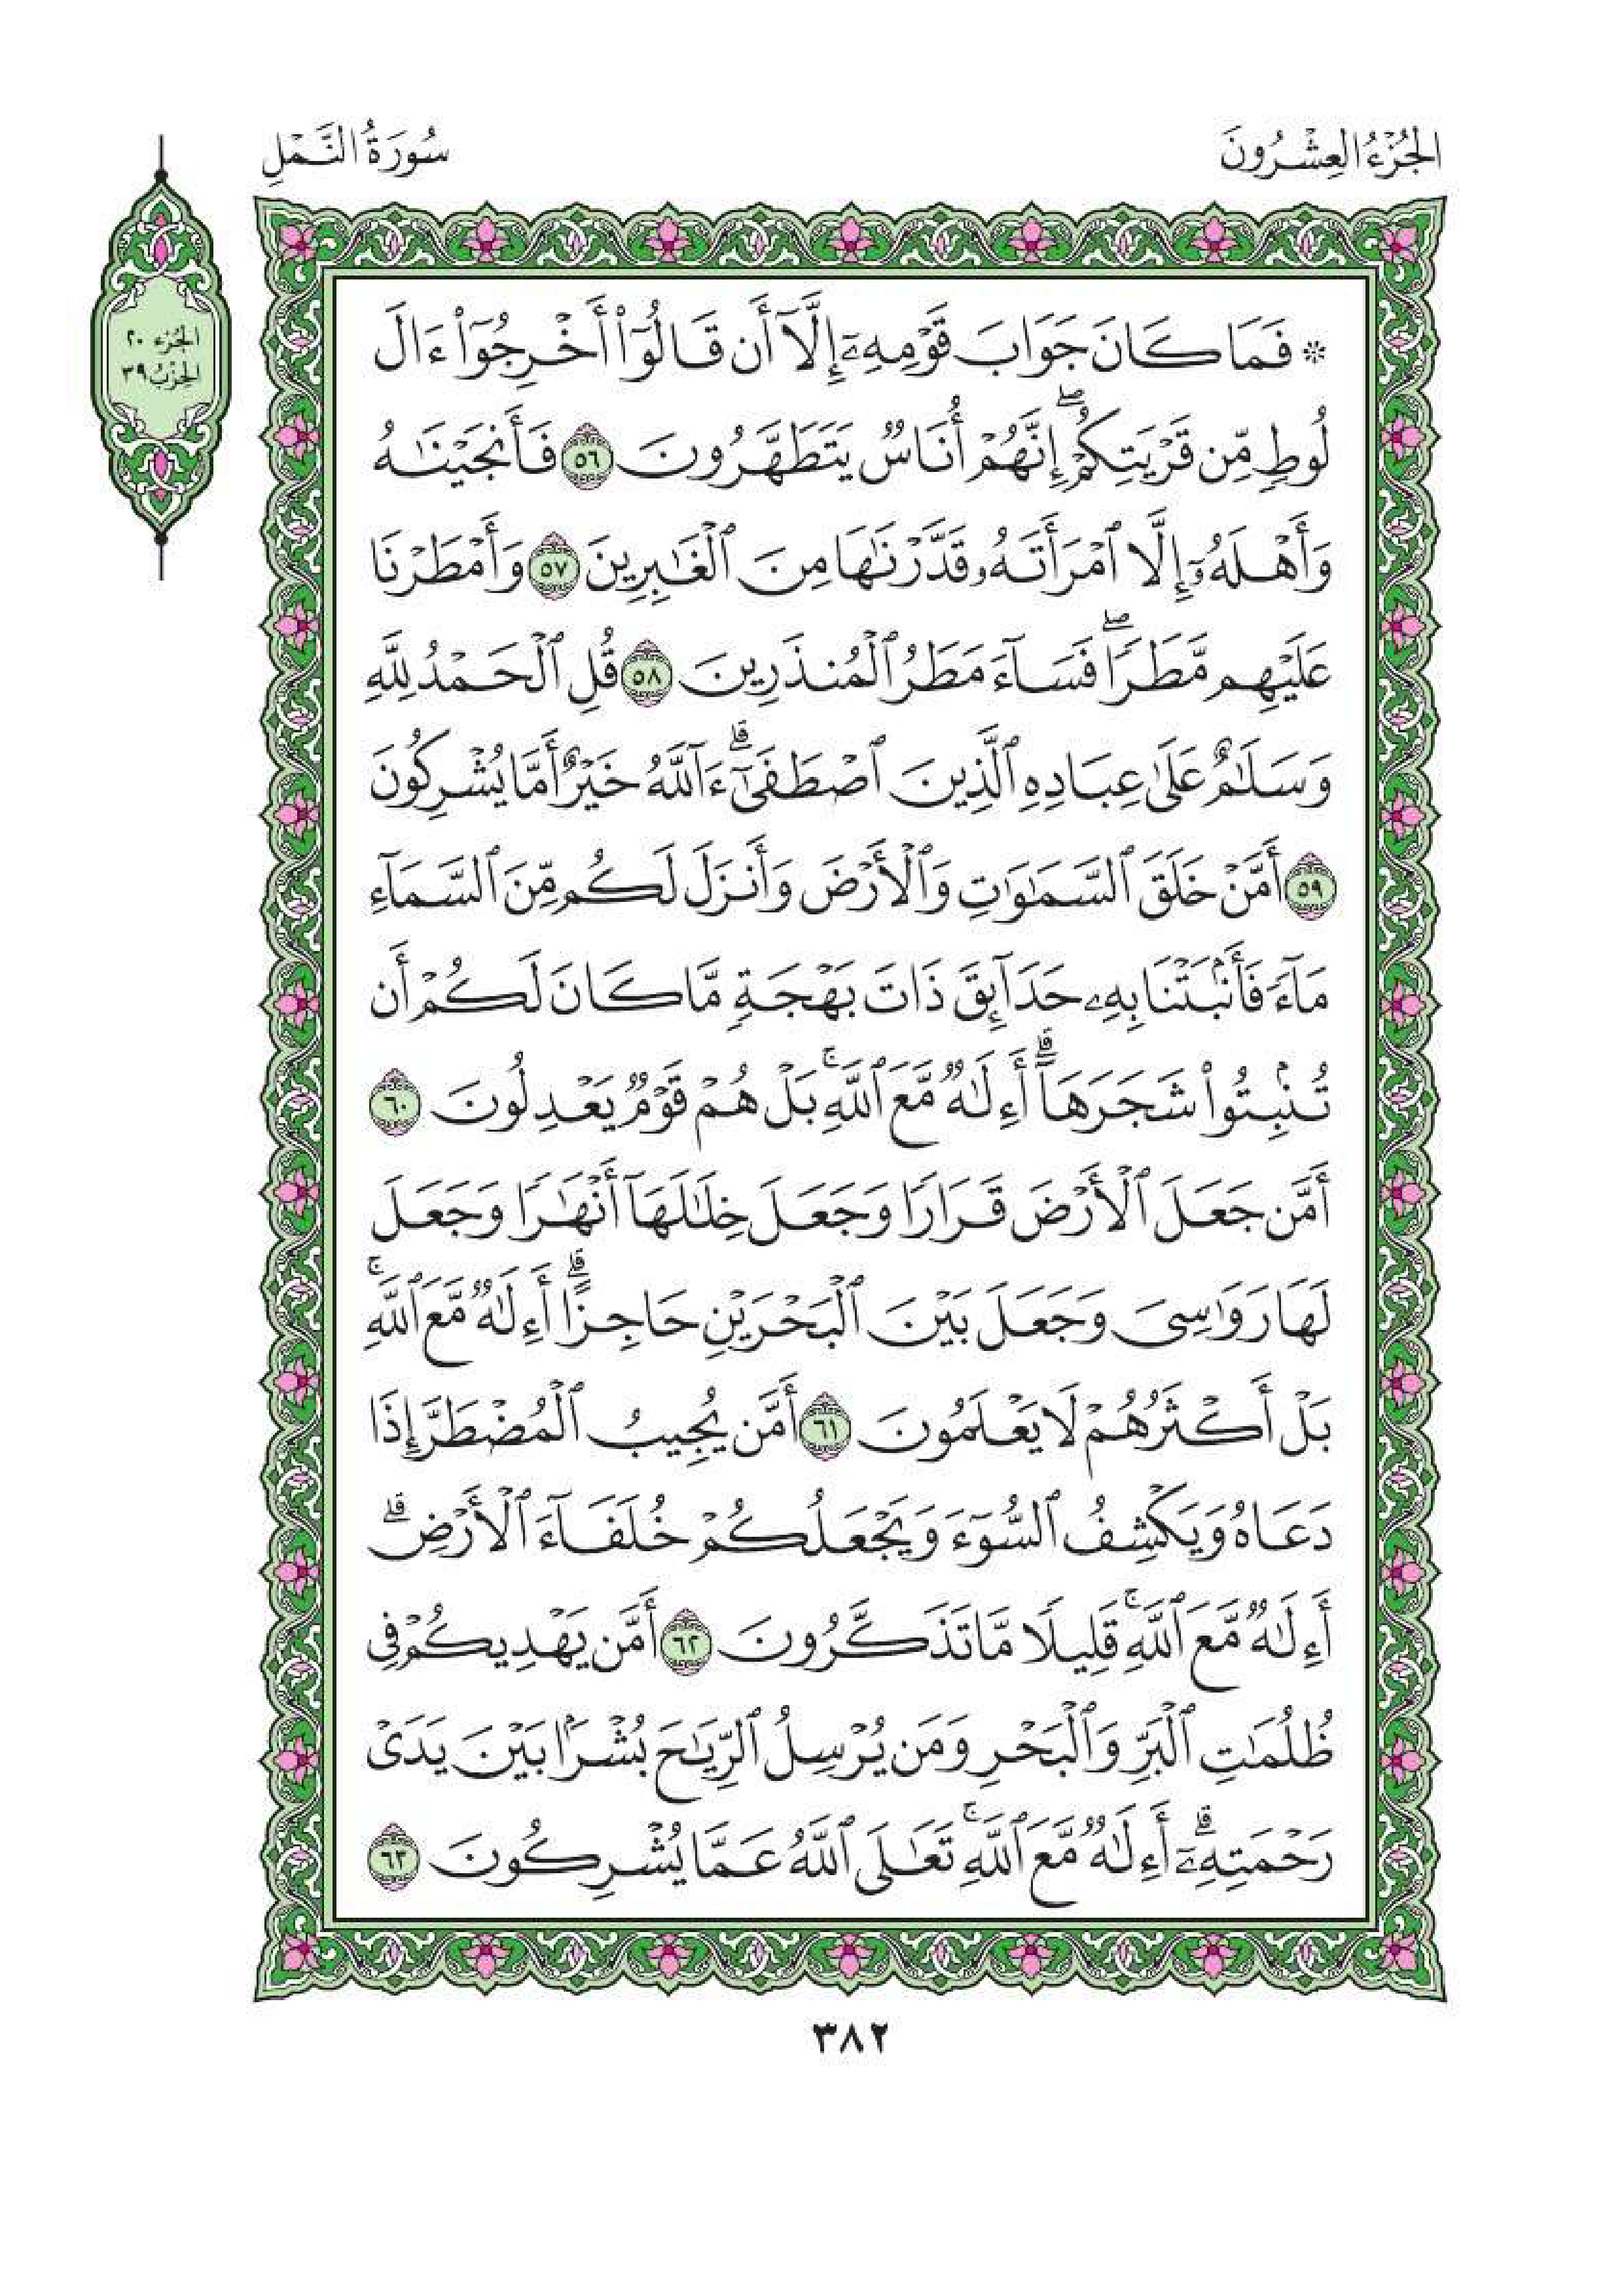 الجُزْءُ العِشْرُونَ
سُورَةُ النَّمْلِ
الجُزْء ٢٠
الحِزْبُ ٣٩
۞ فَمَا كَانَ جَوَابَ قَوْمِهِۦٓ إِلَّآ أَن قَالُوٓاْ أَخْرِجُوٓاْ ءَالَ
لُوطٍ مِّن قَرْيَتِكُمْۖ إِنَّهُمْ أُنَاسٌ يَتَطَهَّرُونَ ٥٦ فَأَنجَيْنَٰهُ
وَأَهْلَهُۥٓ إِلَّا ٱمْرَأَتَهُۥ قَدَّرْنَٰهَا مِنَ ٱلْغَٰبِرِينَ ٥٧ وَأَمْطَرْنَا
عَلَيْهِم مَّطَرًاۖ فَسَآءَ مَطَرُ ٱلْمُنذَرِينَ ٥٨ قُلِ ٱلْحَمْدُ لِلَّهِ
وَسَلَٰمٌ عَلَىٰ عِبَادِهِ ٱلَّذِينَ ٱصْطَفَىٰٓۗ ءَآللَّهُ خَيْرٌ أَمَّا يُشْرِكُونَ
٥٩ أَمَّنْ خَلَقَ ٱلسَّمَٰوَٰتِ وَٱلْأَرْضَ وَأَنزَلَ لَكُم مِّنَ ٱلسَّمَآءِ
مَآءً فَأَنۢبَتْنَا بِهِۦ حَدَآئِقَ ذَاتَ بَهْجَةٍ مَّا كَانَ لَكُمْ أَن
تُنۢبِتُواْ شَجَرَهَآۗ أَءِلَٰهٌ مَّعَ ٱللَّهِۚ بَلْ هُمْ قَوْمٌ يَعْدِلُونَ ٦٠
أَمَّن جَعَلَ ٱلْأَرْضَ قَرَارًا وَجَعَلَ خِلَٰلَهَآ أَنْهَٰرًا وَجَعَلَ
لَهَا رَوَٰسِىَ وَجَعَلَ بَيْنَ ٱلْبَحْرَيْنِ حَاجِزًاۗ أَءِلَٰهٌ مَّعَ ٱللَّهِۚ
بَلْ أَكْثَرُهُمْ لَا يَعْلَمُونَ ٦١ أَمَّن يُجِيبُ ٱلْمُضْطَرَّ إِذَا
دَعَاهُ وَيَكْشِفُ ٱلسُّوٓءَ وَيَجْعَلُكُمْ خُلَفَآءَ ٱلْأَرْضِۗ
أَءِلَٰهٌ مَّعَ ٱللَّهِۚ قَلِيلًا مَّا تَذَكَّرُونَ ٦٢ أَمَّن يَهْدِيكُمْ فِى
ظُلُمَٰتِ ٱلْبَرِّ وَٱلْبَحْرِ وَمَن يُرْسِلُ ٱلرِّيَٰحَ بُشْرًۢا بَيْنَ يَدَىْ
رَحْمَتِهِۦٓۗ أَءِلَٰهٌ مَّعَ ٱللَّهِۚ تَعَٰلَى ٱللَّهُ عَمَّا يُشْرِكُونَ ٦٣
٣٨٢